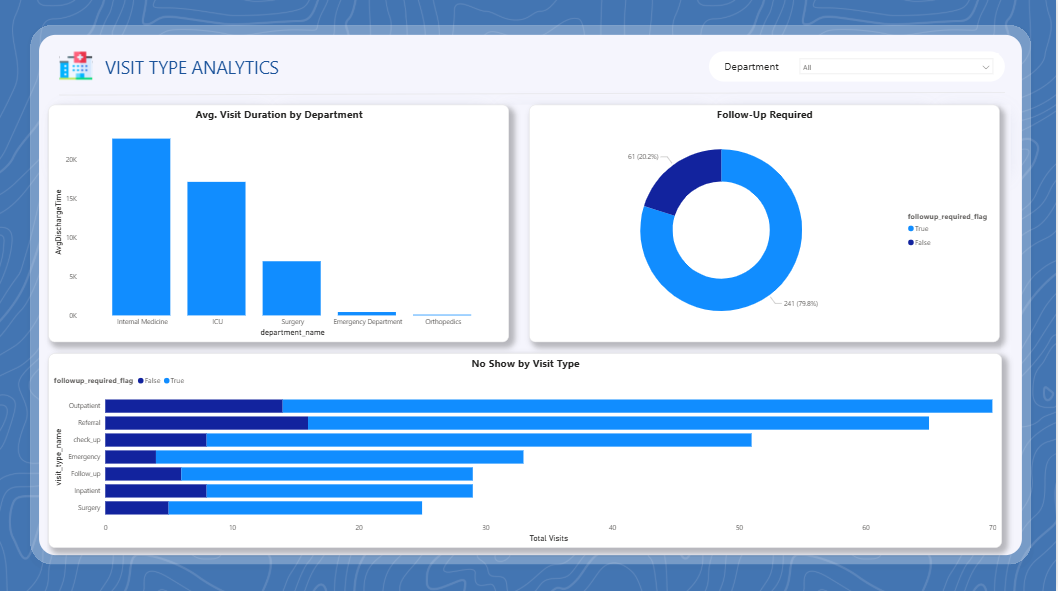 VISIT TYPE ANALYTICS
Department
All
Avg. Visit Duration by Department
AvgDischargeTime
20K
15K
10K
5K
0K
Internal Medicine
ICU
Surgery
Emergency Department
Orthopedics
department_name
Follow-Up Required
61 (20.2%)
241 (79.8%)
followup_required_flag
True
False
No Show by Visit Type
followup_required_flag False True
visit_type_name
Outpatient
Referral
check_up
Emergency
Follow_up
Inpatient
Surgery
0 10 20 30 40 50 60 70
Total Visits